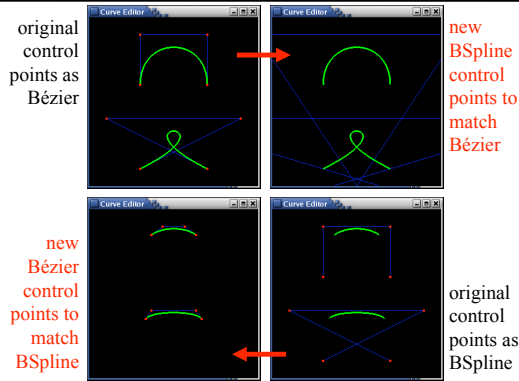 original
control
points as
Bézier
Curve Editor
Curve Editor
new
BSpline
control
points to
match
Bézier
new
Bézier
control
points to
match
BSpline
Curve Editor
Curve Editor
original
control
points as
BSpline